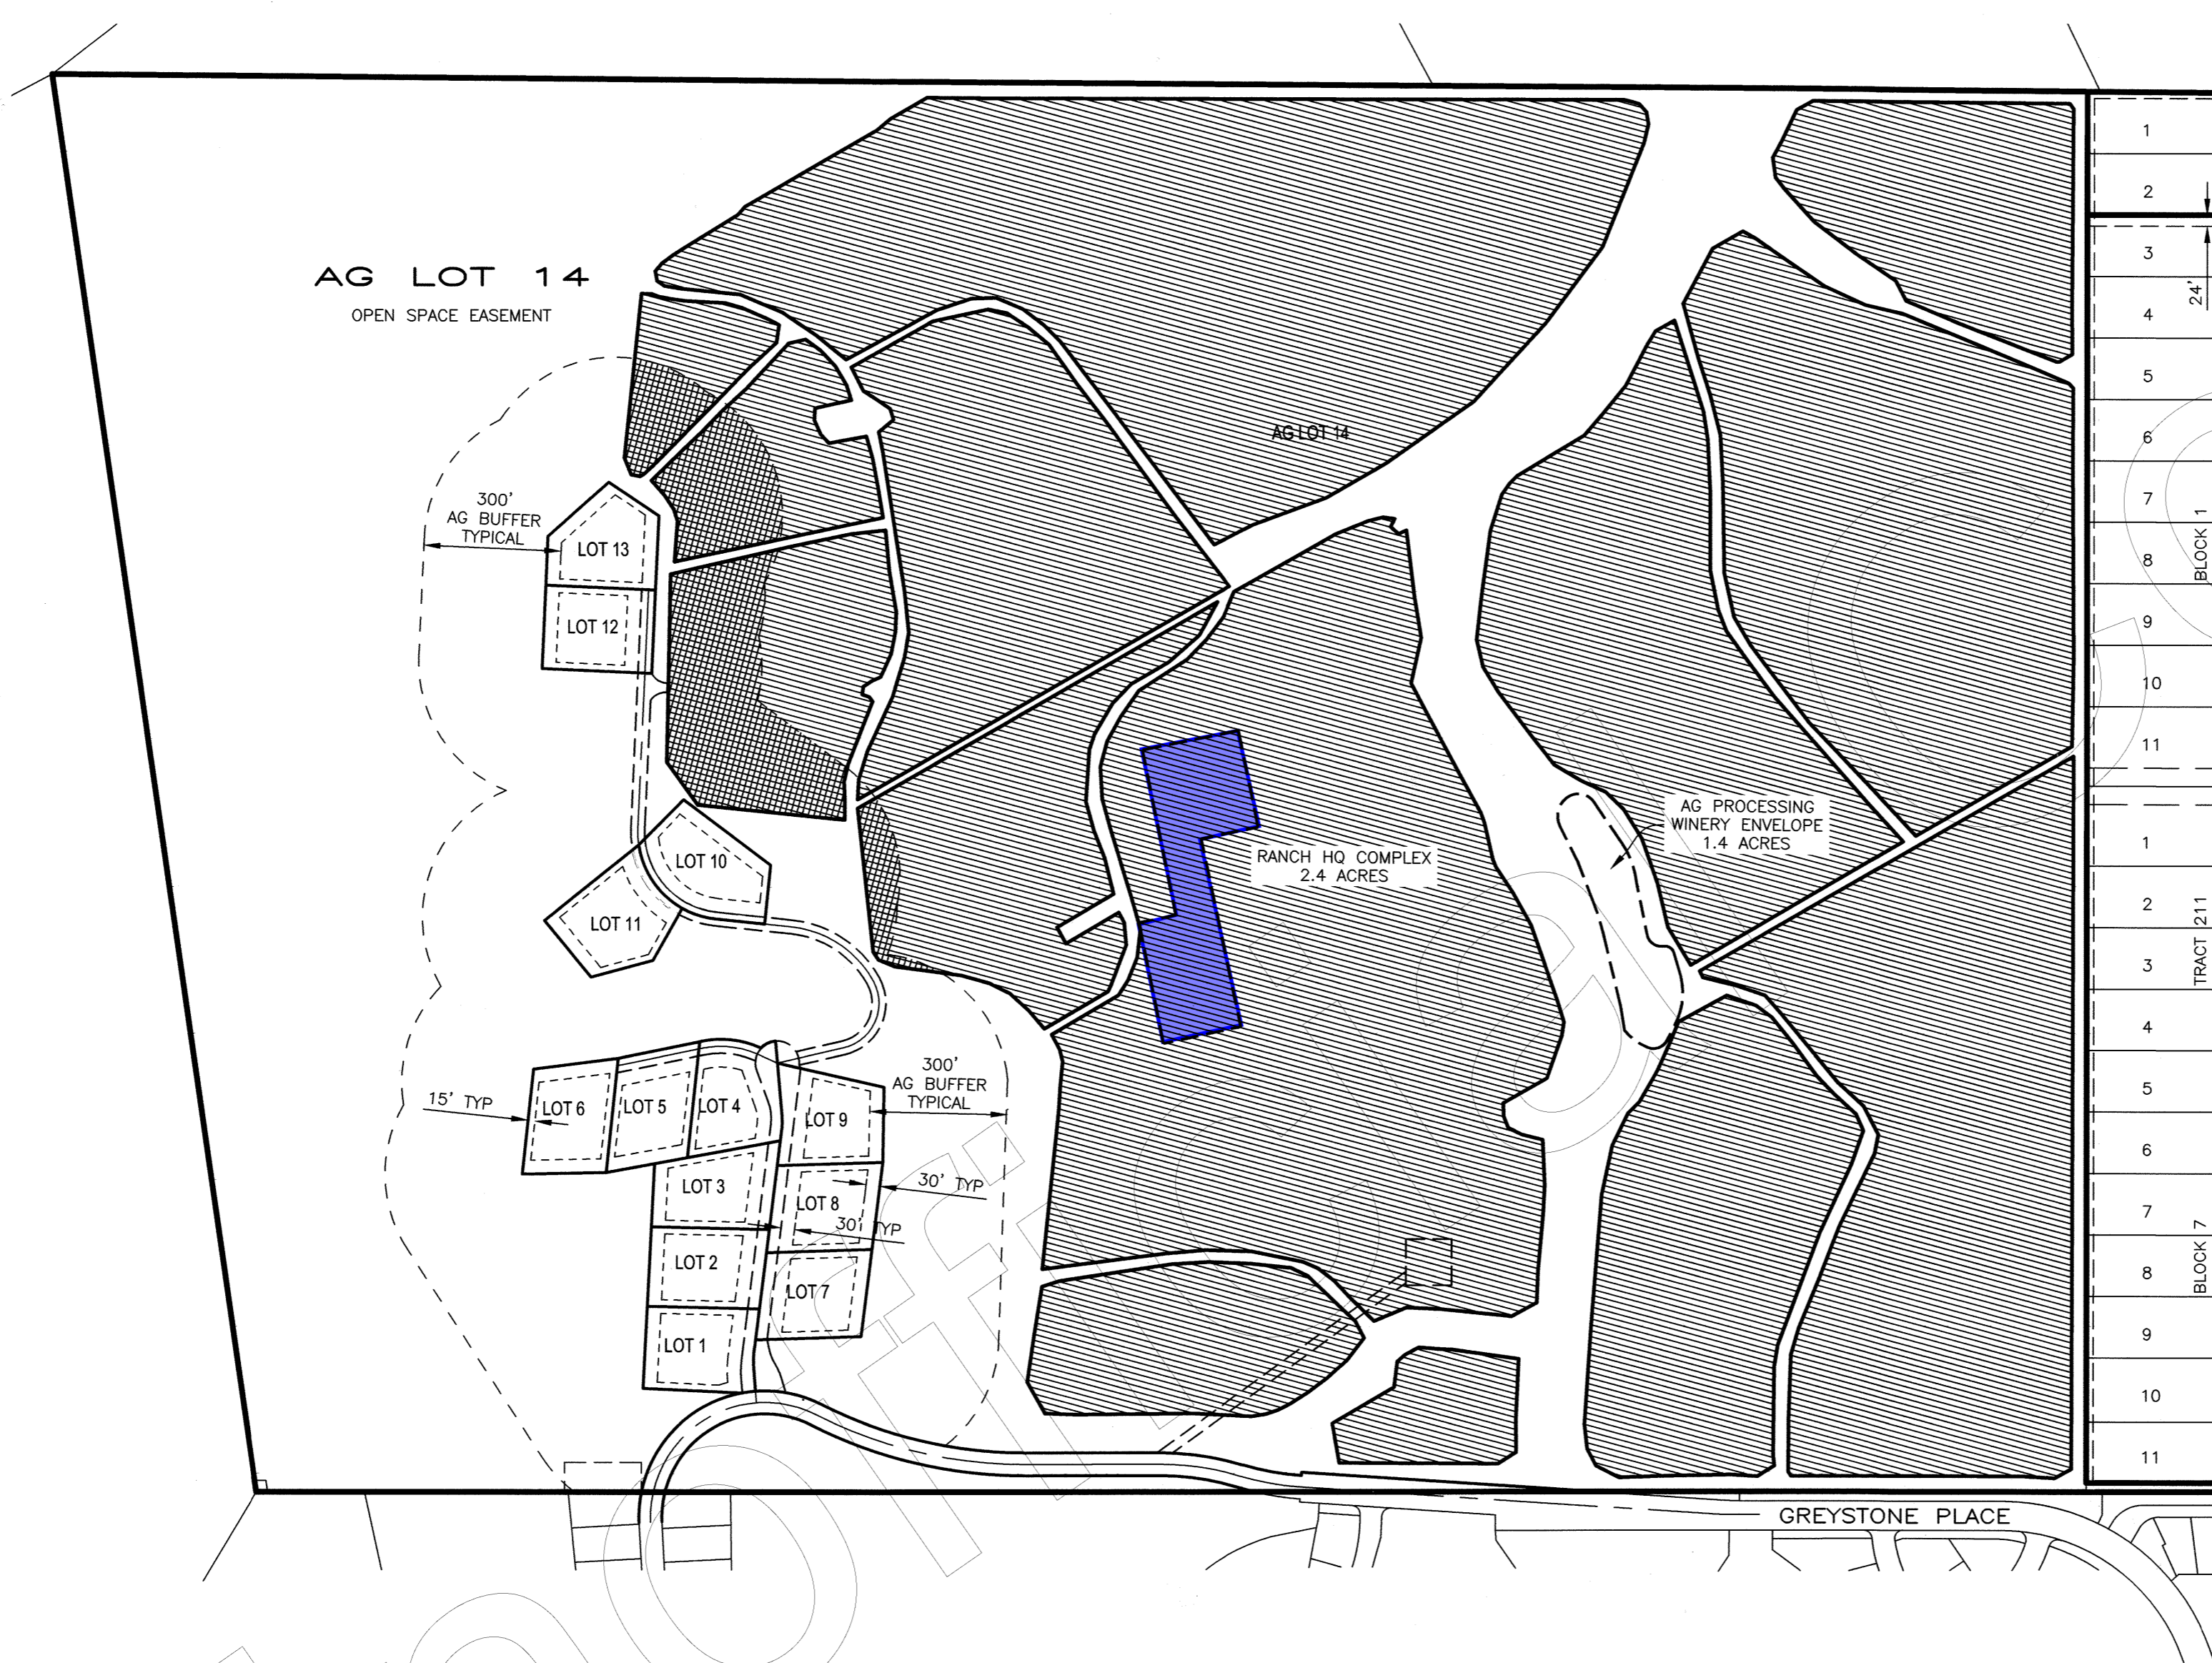 AG LOT 14
OPEN SPACE EASEMENT
AG LOT 14
300'
AG BUFFER
TYPICAL
LOT 13
LOT 12
LOT 10
LOT 11
RANCH HQ COMPLEX
2.4 ACRES
AG PROCESSING
WINERY ENVELOPE
1.4 ACRES
300'
AG BUFFER
TYPICAL
15' TYP
LOT 6
LOT 5
LOT 4
LOT 9
LOT 3
LOT 8
30' TYP
30' TYP
LOT 2
LOT 7
LOT 1
GREYSTONE PLACE
1
2
3
24'
4
5
6
7
8
9
10
11
BLOCK 1
1
2
3
4
5
6
7
8
9
10
11
TRACT 211
BLOCK 7